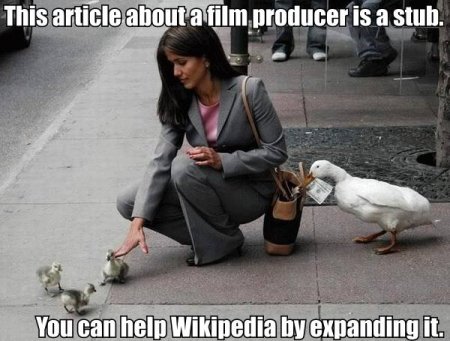 This article about a film producer is a stub.
You can help Wikipedia by expanding it.